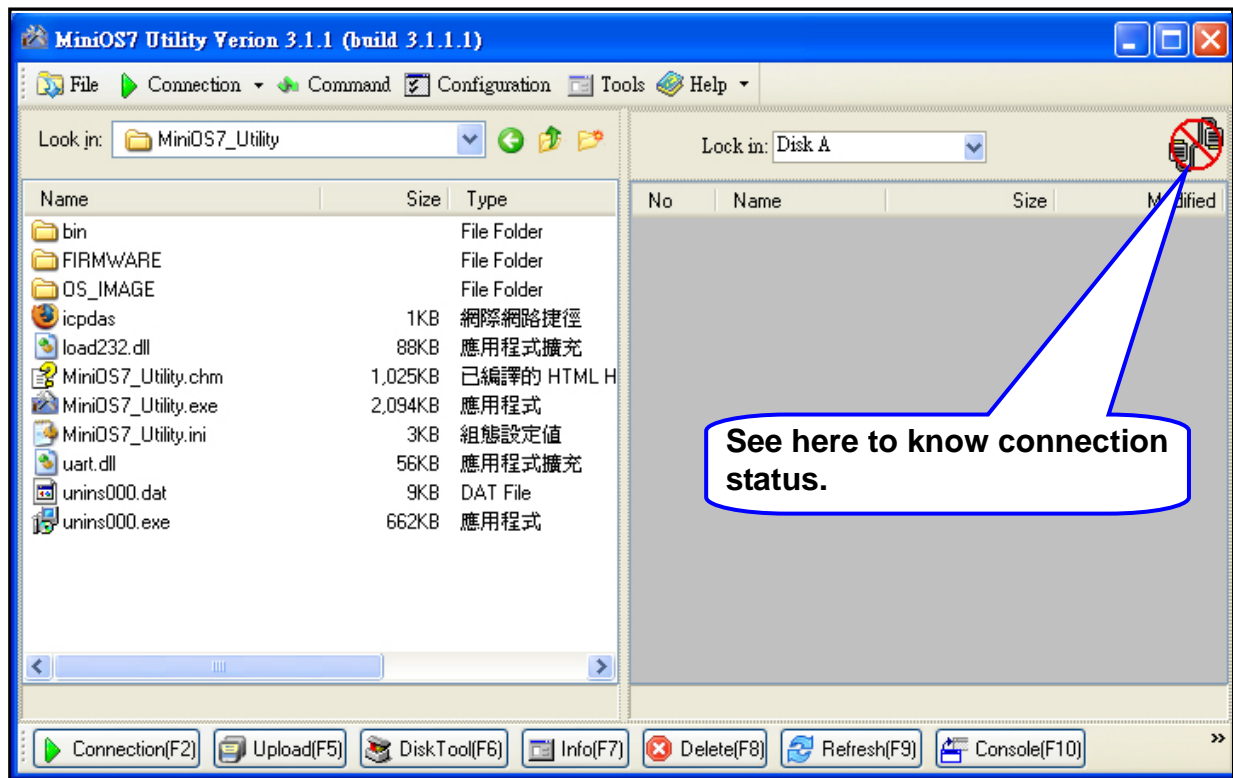 MiniOS7 Utility Verion 3.1.1 (build 3.1.1.1)
File Connection Command Configuration Tools Help
Look in: MiniOS7_Utility
Lock in: Disk A
Name Size Type
No Name Size Modified
bin File Folder
FIRMWARE File Folder
OS_IMAGE File Folder
icpdas 1KB 網際網路捷徑
load232.dll 88KB 應用程式擴充
MiniOS7_Utility.chm 1,025KB 已編譯的 HTML H
MiniOS7_Utility.exe 2,094KB 應用程式
MiniOS7_Utility.ini 3KB 組態設定值
uart.dll 56KB 應用程式擴充
unins000.dat 9KB DAT File
unins000.exe 662KB 應用程式
See here to know connection
status.
Connection(F2) Upload(F5) DiskTool(F6) Info(F7) Delete(F8) Refresh(F9) Console(F10) »